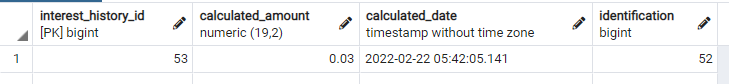 interest_history_id calculated_amount calculated_date identification
[PK] bigint numeric (19,2) timestamp without time zone bigint
1 53 0.03 2022-02-22 05:42:05.141 52